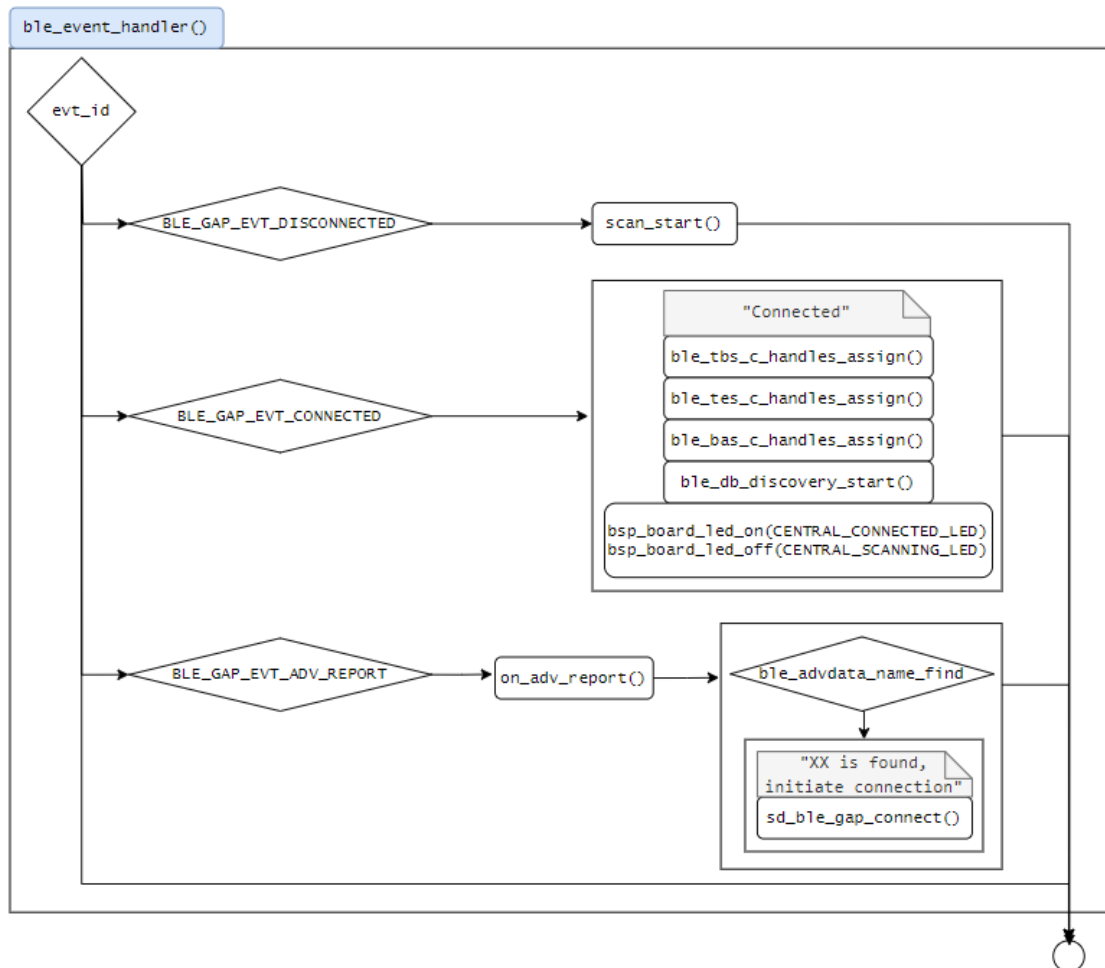 ble_event_handler()
evt_id
BLE_GAP_EVT_DISCONNECTED
scan_start()
"Connected"
ble_tbs_c_handles_assign()
ble_tes_c_handles_assign()
BLE_GAP_EVT_CONNECTED
ble_bas_c_handles_assign()
ble_db_discovery_start()
bsp_board_led_on(CENTRAL_CONNECTED_LED)
bsp_board_led_off(CENTRAL_SCANNING_LED)
BLE_GAP_EVT_ADV_REPORT
on_adv_report()
ble_advdata_name_find
"XX is found,
initiate connection"
sd_ble_gap_connect()